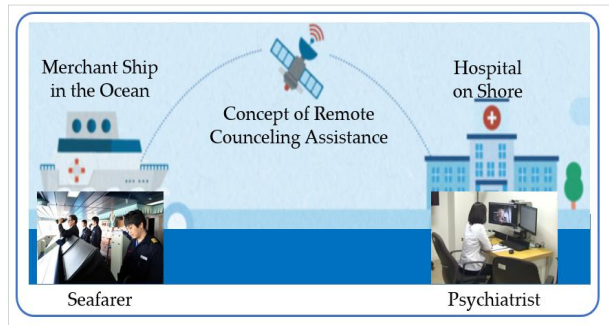 Merchant Ship
in the Ocean
Concept of Remote
Counceling Assistance
Hospital
on Shore
Seafarer
Psychiatrist